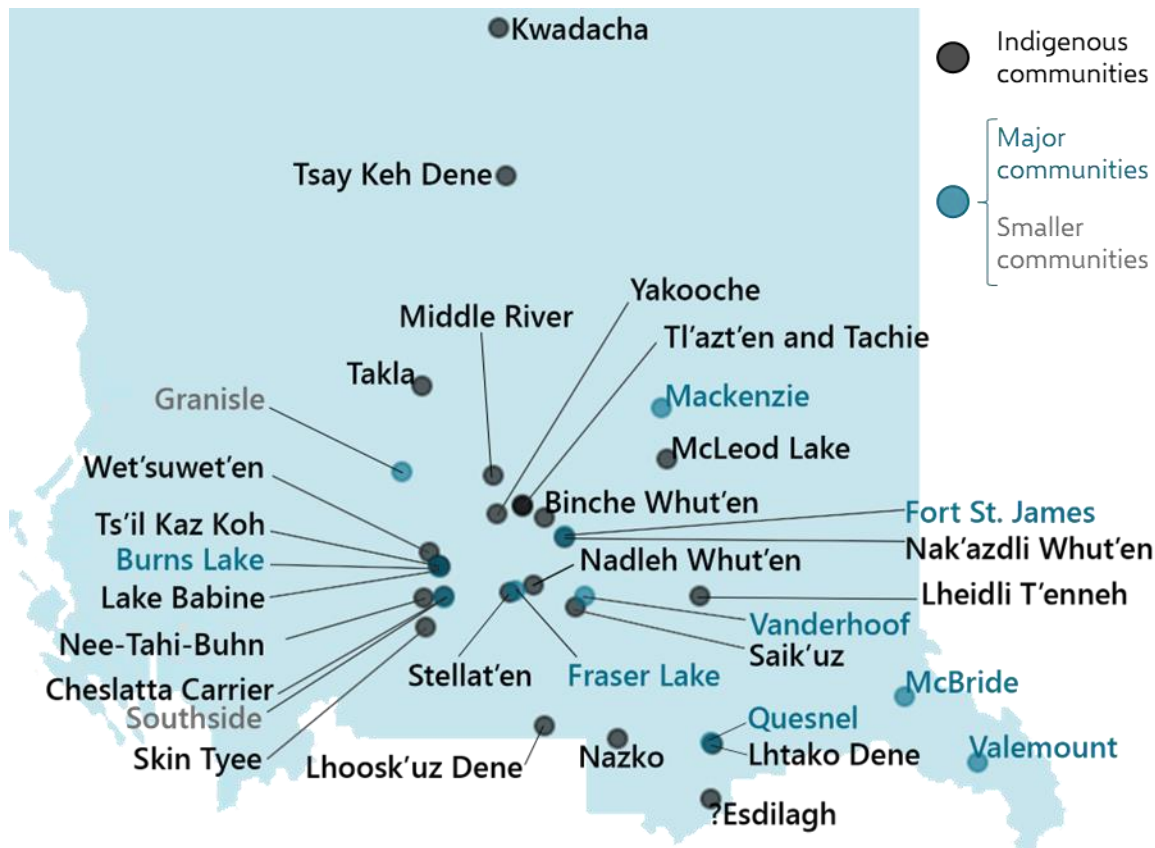 Kwadacha
Indigenous
communities
Major
communities
Smaller
communities
Tsay Keh Dene
Yakooche
Middle River
Tl'azt'en and Tachie
Takla
Granisle
Mackenzie
McLeod Lake
Wet'suwet'en
Binche Whut'en
Ts'il Kaz Koh
Fort St. James
Burns Lake
Nadleh Whut'en
Nak'azdli Whut'en
Lake Babine
Lheidli T'enneh
Nee-Tahi-Buhn
Vanderhoof
Saik'uz
Cheslatta Carrier
Stellat'en
Fraser Lake
McBride
Southside
Quesnel
Skin Tyee
Lhoosk'uz Dene
Nazko
Lhtako Dene
Valemount
?Esdilagh